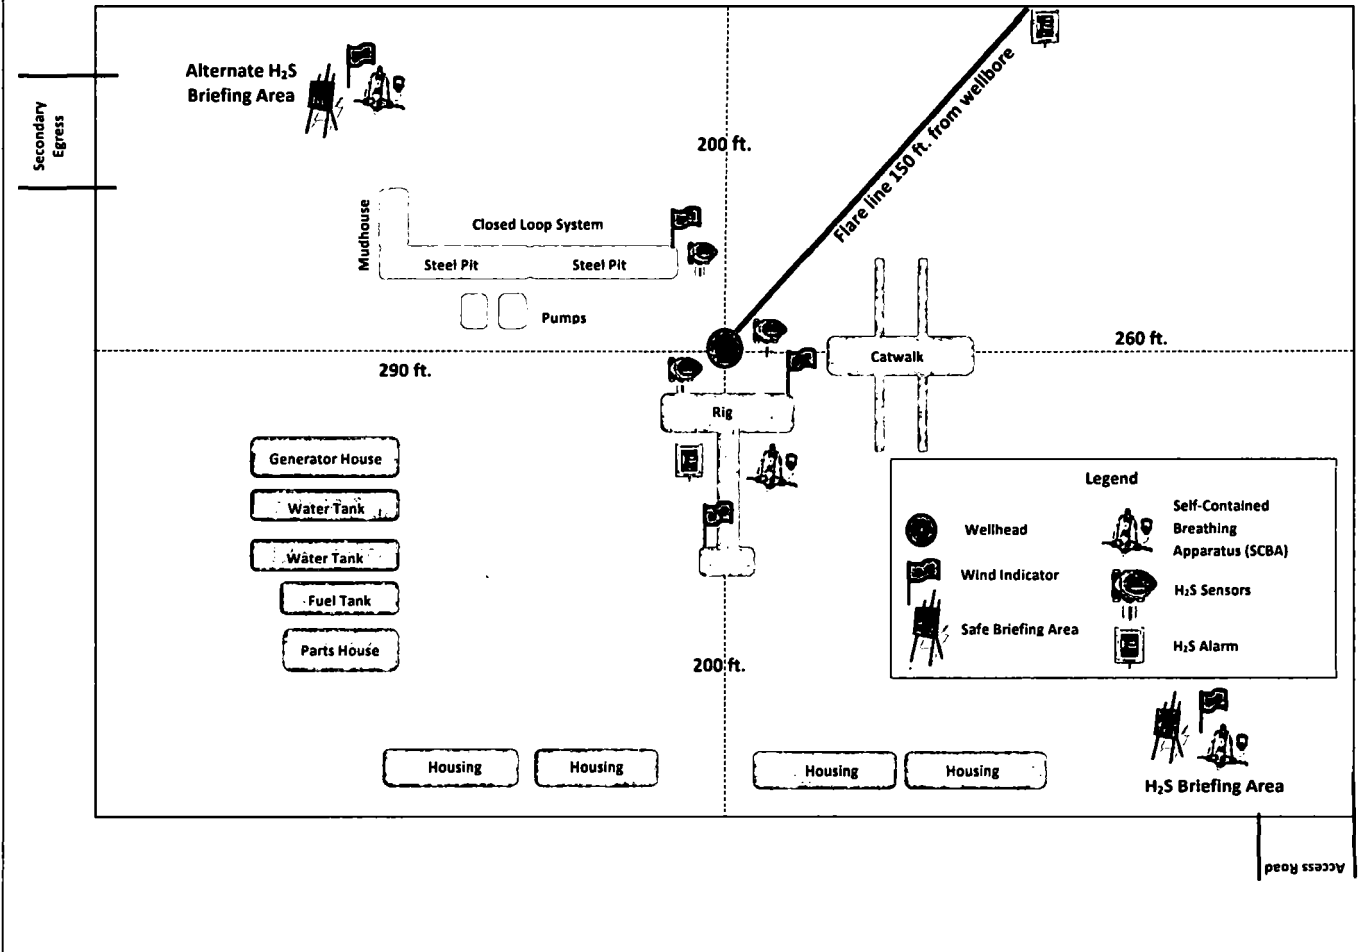 Alternate H₂S
Briefing Area
Secondary
Egress
200 ft.
Flare line 150 ft. from wellbore
Mudhouse
Closed Loop System
Steel Pit
Steel Pit
Pumps
290 ft.
260 ft.
Catwalk
Rig
Generator House
Water Tank
Water Tank
Fuel Tank
Parts House
200 ft.
Legend
Wellhead
Wind Indicator
Safe Briefing Area
Self-Contained
Breathing
Apparatus (SCBA)
H₂S Sensors
H₂S Alarm
Housing
Housing
Housing
Housing
H₂S Briefing Area
Access Road